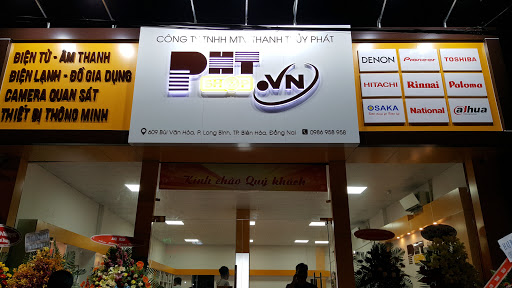 CÔNG TY TNHH MTV THANH THỦY PHÁT
PHT
.VN
609 Bùi Văn Hòa, P. Long Bình, TP. Biên Hòa, Đồng Nai
0986 958 958
ĐIỆN TỬ - ÂM THANH
ĐIỆN LẠNH - ĐỒ GIA DỤNG
CAMERA QUAN SÁT
THIẾT BỊ THÔNG MINH
DENON
Pioneer
TOSHIBA
HITACHI
Rinnai
Paloma
OSAKA
National
alhua
Kính chào Quý khách